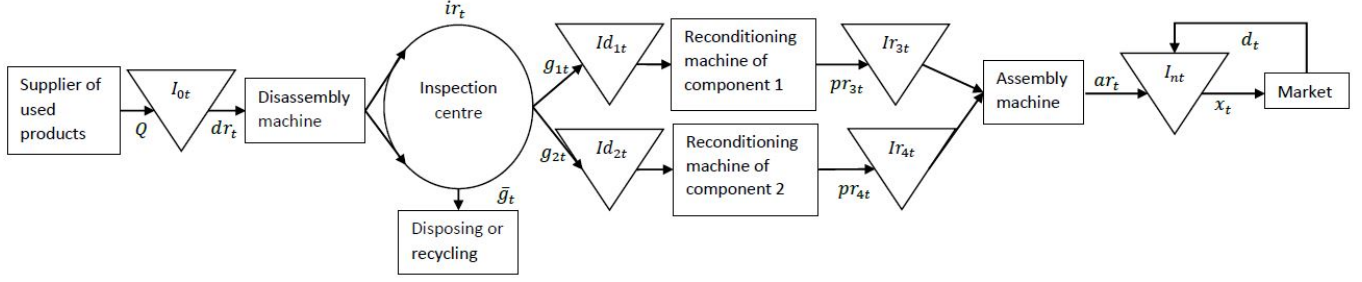 Supplier of
used
products
Q
I₀ₜ
drₜ
Disassembly
machine
irₜ
Inspection
centre
ḡₜ
Disposing or
recycling
g₁ₜ
g₂ₜ
Id₁ₜ
Id₂ₜ
Reconditioning
machine of
component 1
Reconditioning
machine of
component 2
pr₃ₜ
pr₄ₜ
Ir₃ₜ
Ir₄ₜ
Assembly
machine
arₜ
Iₙₜ
dₜ
xₜ
Market